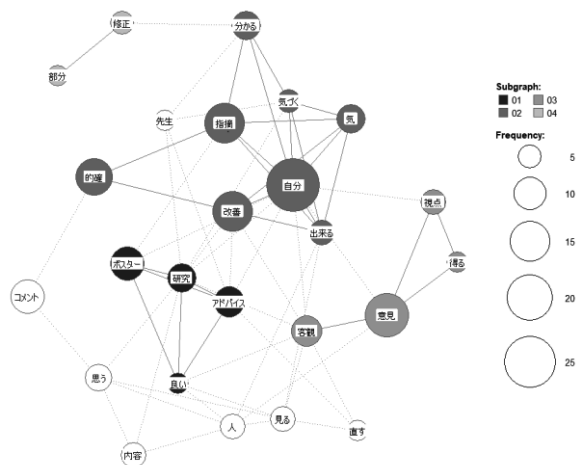 修正
分かる
部分
気づく
先生
指摘
気
的確
自分
視点
改善
出来る
得る
ポスター
研究
アドバイス
コメント
意見
客観
思う
良い
見る
人
直す
内容
Subgraph:
01 03
02 04
Frequency:
5
10
15
20
25